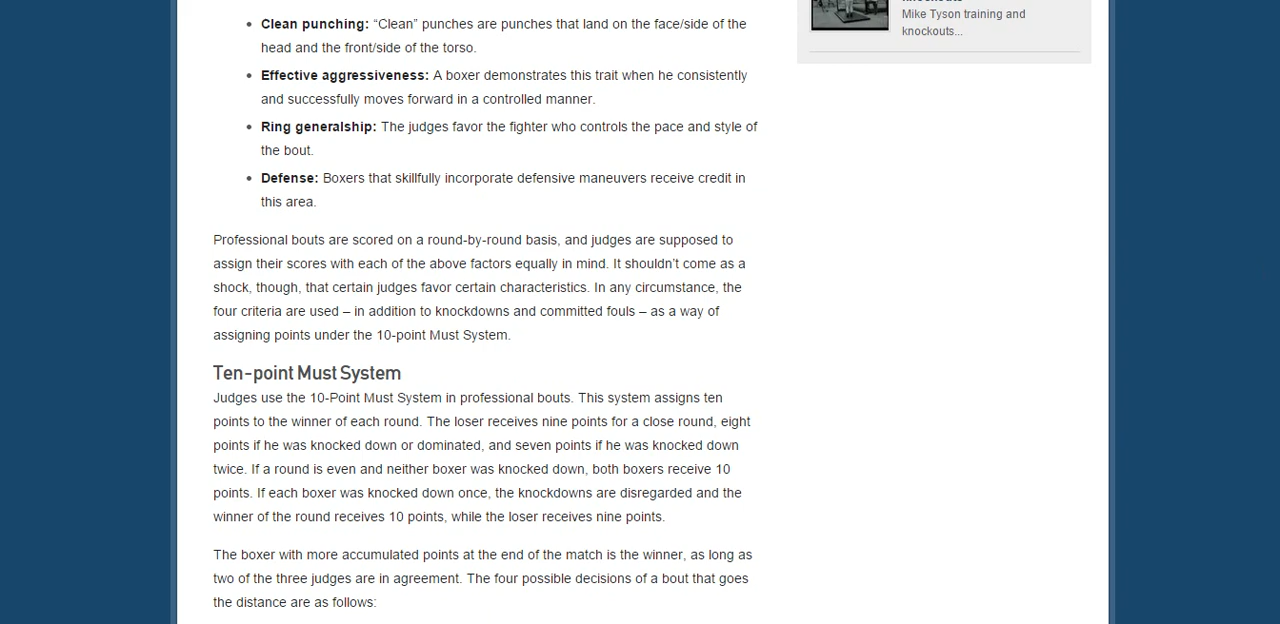 Clean punching: “Clean” punches are punches that land on the face/side of the
head and the front/side of the torso.
Effective aggressiveness: A boxer demonstrates this trait when he consistently
and successfully moves forward in a controlled manner.
Ring generalship: The judges favor the fighter who controls the pace and style of
the bout.
Defense: Boxers that skillfully incorporate defensive maneuvers receive credit in
this area.
Professional bouts are scored on a round-by-round basis, and judges are supposed to
assign their scores with each of the above factors equally in mind. It shouldn’t come as a
shock, though, that certain judges favor certain characteristics. In any circumstance, the
four criteria are used – in addition to knockdowns and committed fouls – as a way of
assigning points under the 10-point Must System.
Ten-point Must System
Judges use the 10-Point Must System in professional bouts. This system assigns ten
points to the winner of each round. The loser receives nine points for a close round, eight
points if he was knocked down or dominated, and seven points if he was knocked down
twice. If a round is even and neither boxer was knocked down, both boxers receive 10
points. If each boxer was knocked down once, the knockdowns are disregarded and the
winner of the round receives 10 points, while the loser receives nine points.
The boxer with more accumulated points at the end of the match is the winner, as long as
two of the three judges are in agreement. The four possible decisions of a bout that goes
the distance are as follows:
Mike Tyson training and
knockouts...